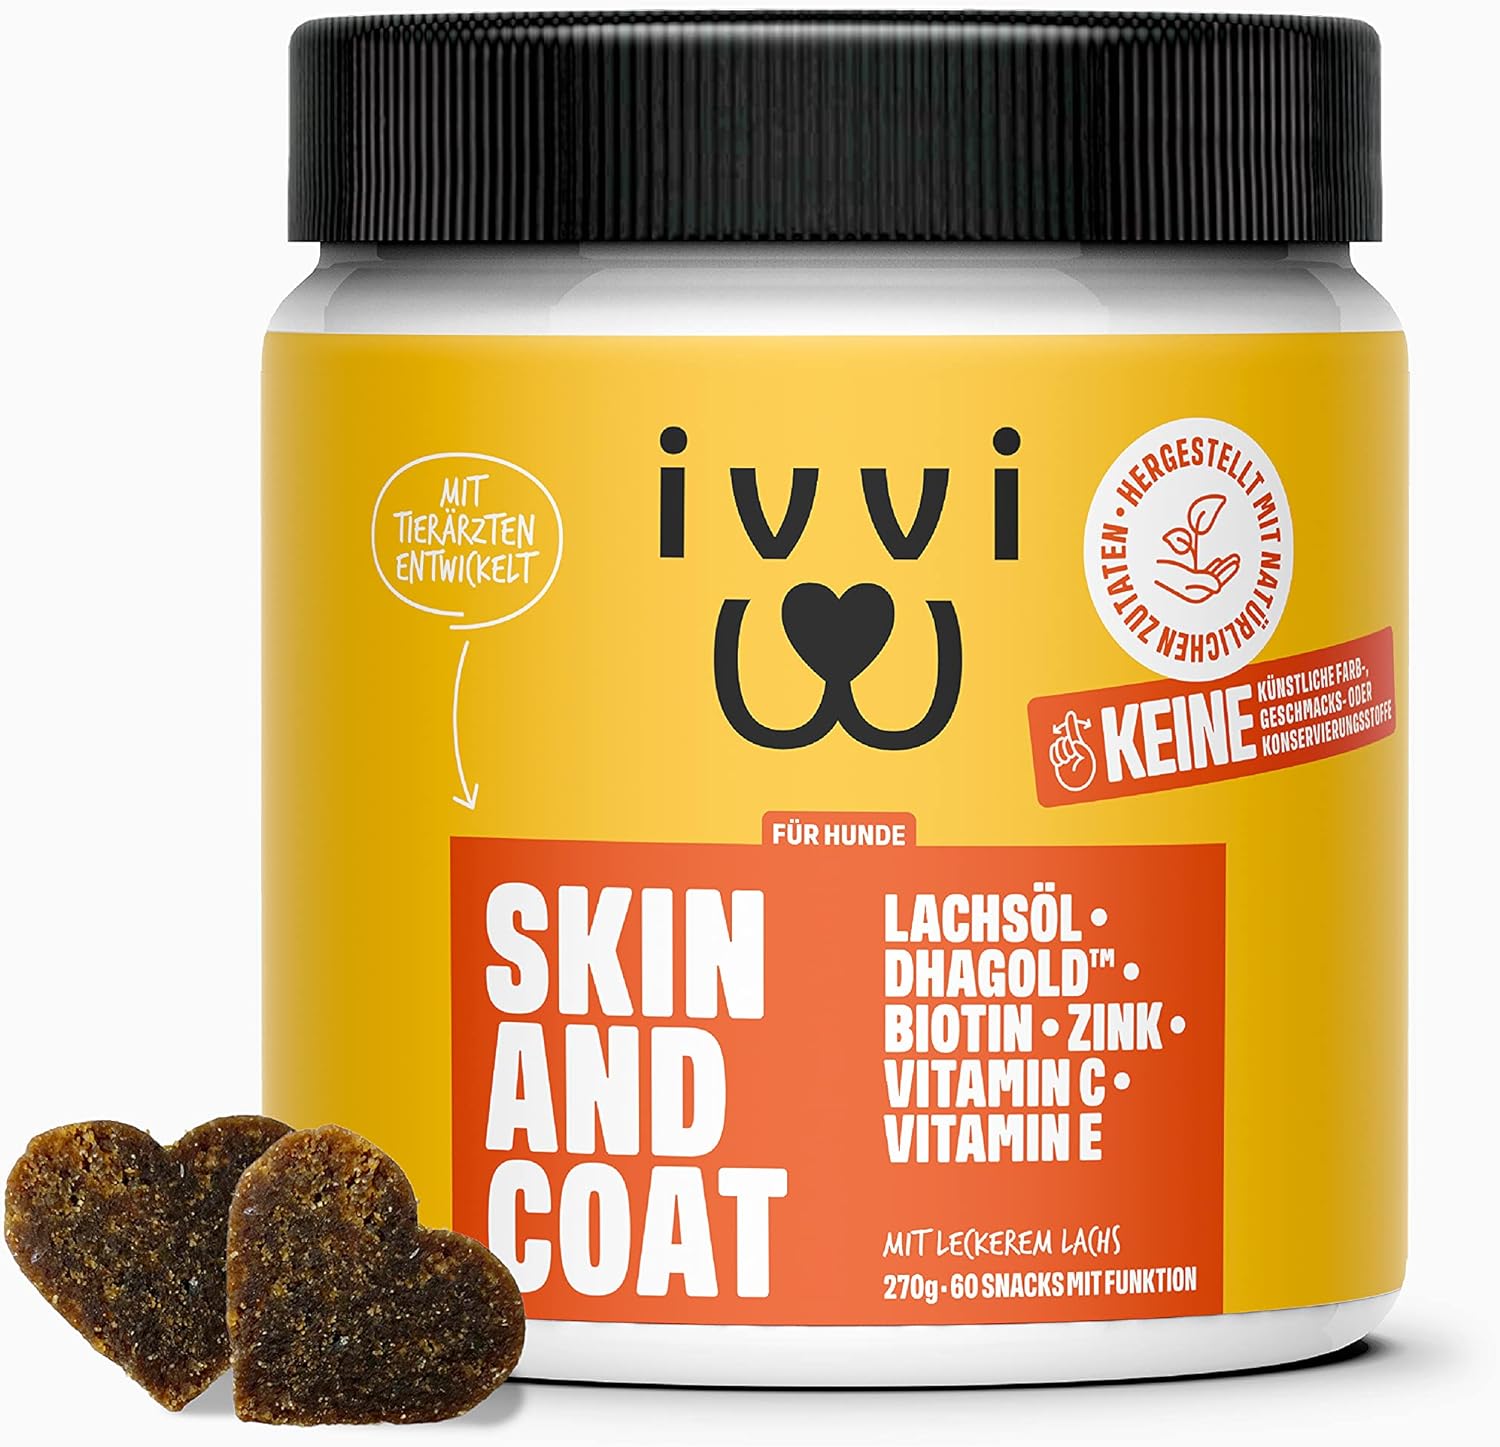 ivvi
MIT
TIERÄRZTEN
ENTWICKELT
HERGESTELLT MIT NATÜRLICHEN ZUTATEN •
KEINE
KÜNSTLICHE FARB-,
GESCHMACKS- ODER
KONSERVIERUNGSSTOFFE
FÜR HUNDE
SKIN
AND
COAT
LACHSÖL •
DHAGOLD™ •
BIOTIN • ZINK •
VITAMIN C •
VITAMIN E
MIT LECKEREM LACHS
270g • 60 SNACKS MIT FUNKTION